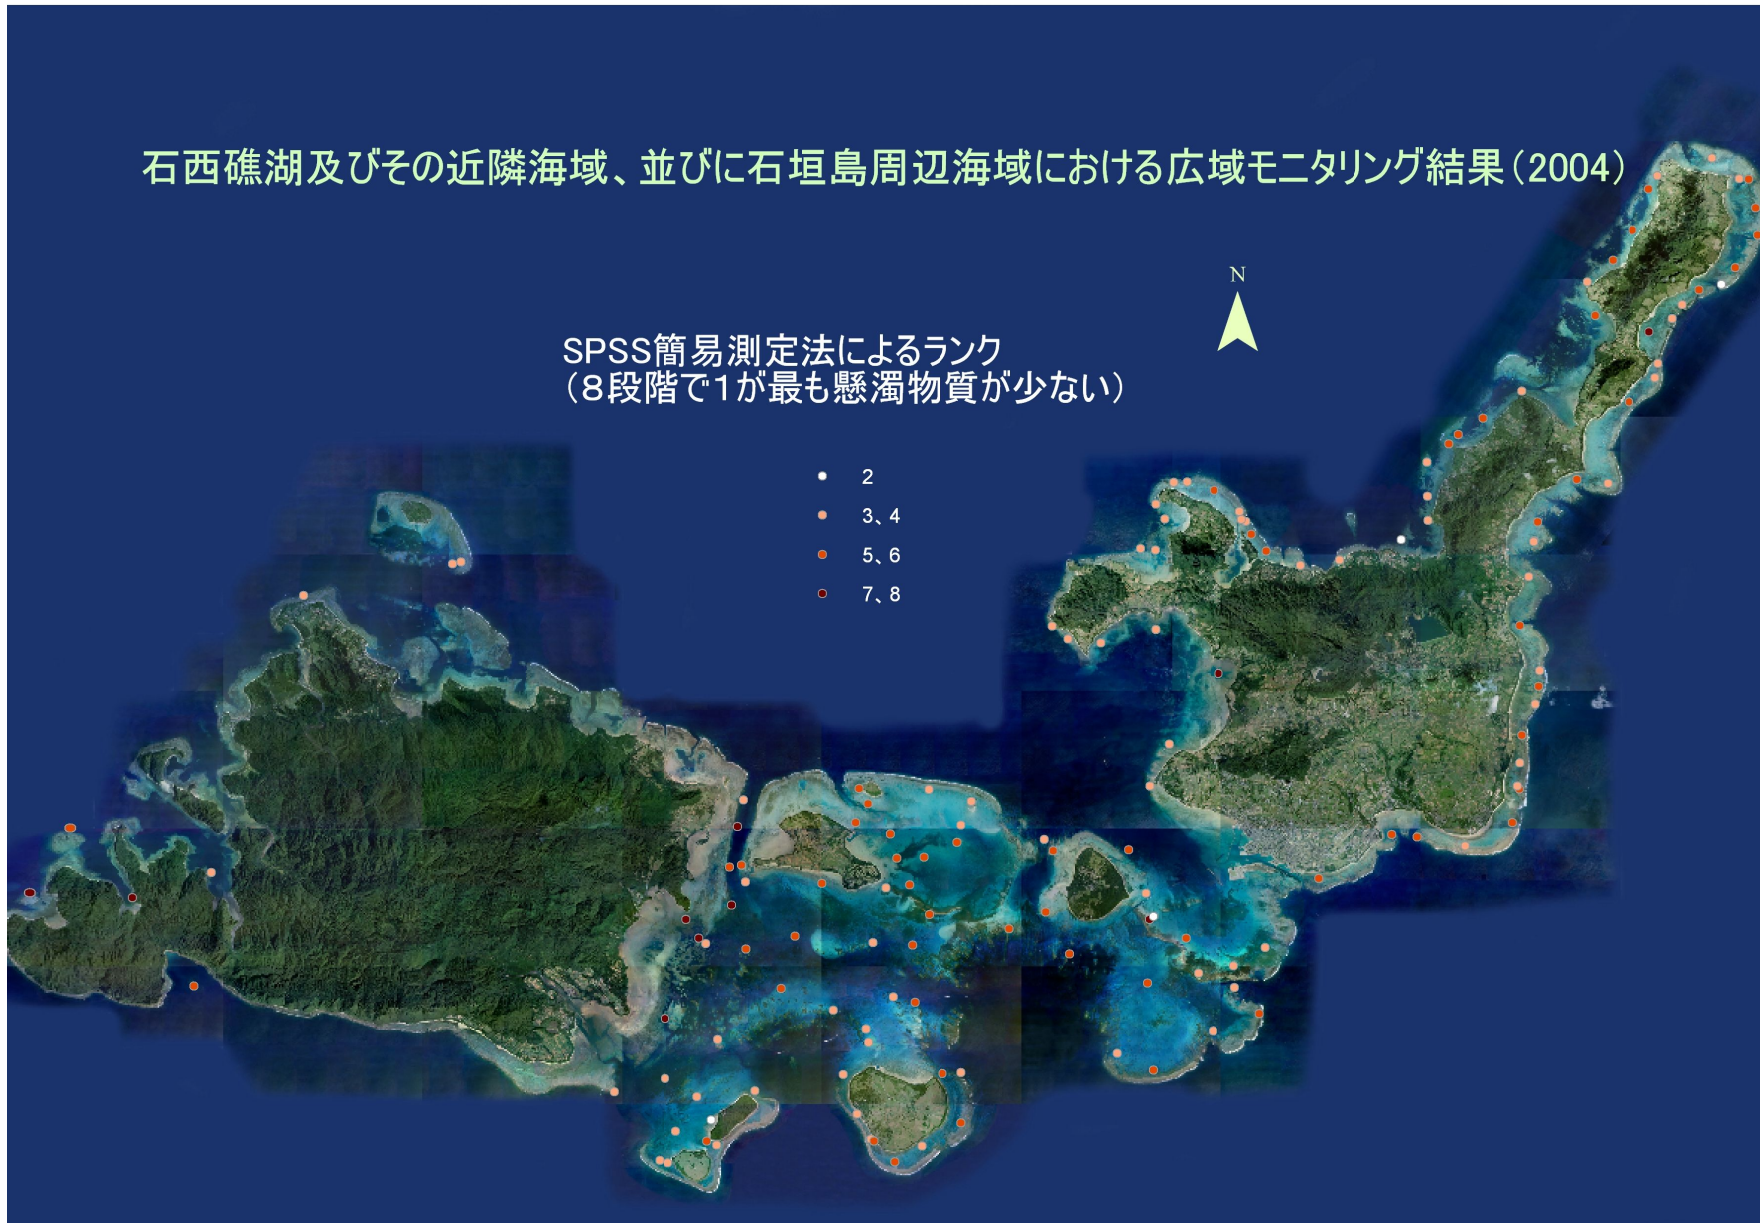 石西礁湖及びその近隣海域、並びに石垣島周辺海域における広域モニタリング結果（2004）
N
SPSS簡易測定法によるランク
（８段階で１が最も懸濁物質が少ない）
2
3、4
5、6
7、8